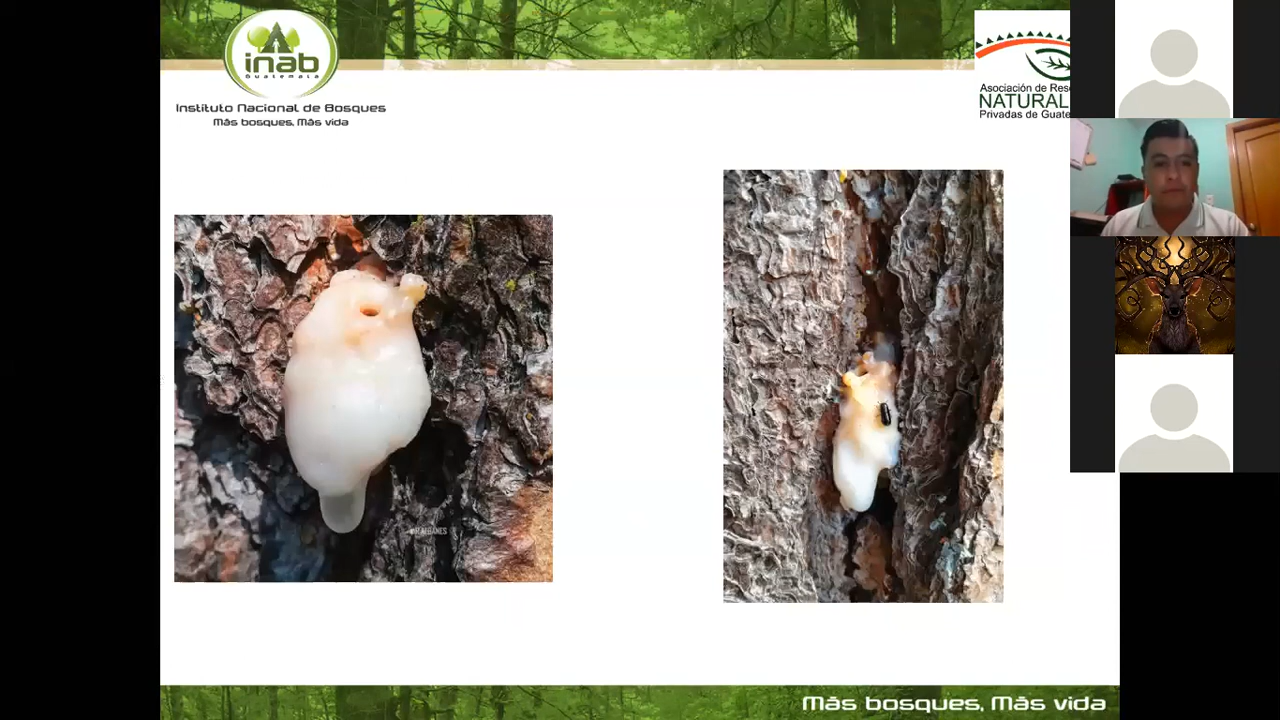 inab
Guatemala
Instituto Nacional de Bosques
Más bosques, Más vida
Asociación de Res
NATURAL
Privadas de Guate
Más bosques, Más vida